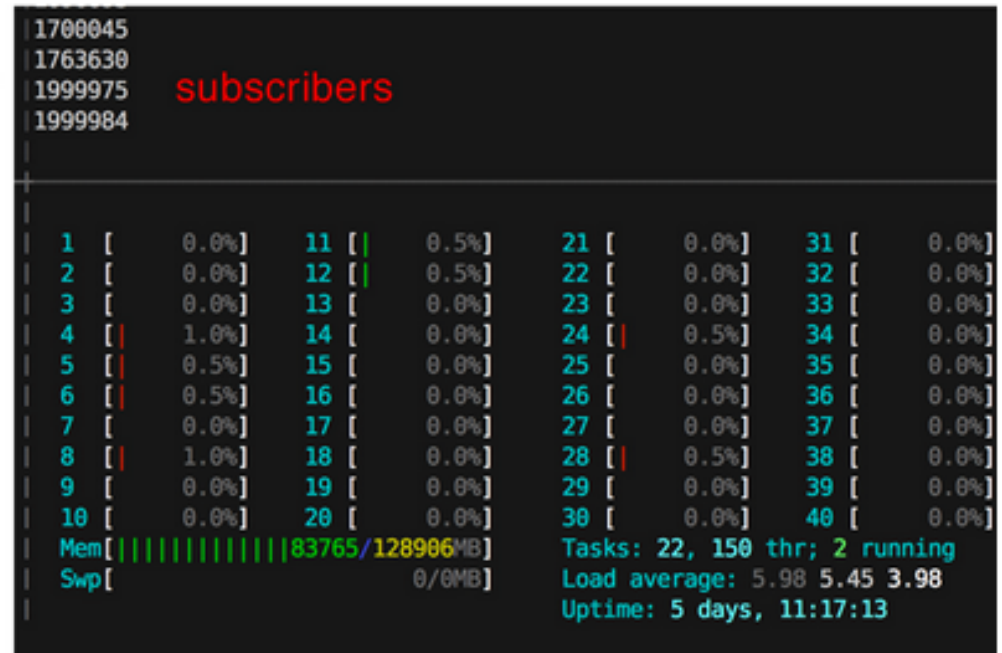 1700045
1763630
1999975
subscribers
1999984
1 [ 0.0%] 11 [| 0.5%] 21 [ 0.0%] 31 [ 0.0%]
2 [ 0.0%] 12 [| 0.5%] 22 [ 0.0%] 32 [ 0.0%]
3 [ 0.0%] 13 [ 0.0%] 23 [ 0.0%] 33 [ 0.0%]
4 [| 1.0%] 14 [ 0.0%] 24 [| 0.5%] 34 [ 0.0%]
5 [| 0.5%] 15 [ 0.0%] 25 [ 0.0%] 35 [ 0.0%]
6 [| 0.5%] 16 [ 0.0%] 26 [ 0.0%] 36 [ 0.0%]
7 [ 0.0%] 17 [ 0.0%] 27 [ 0.0%] 37 [ 0.0%]
8 [| 1.0%] 18 [ 0.0%] 28 [| 0.5%] 38 [ 0.0%]
9 [ 0.0%] 19 [ 0.0%] 29 [ 0.0%] 39 [ 0.0%]
10 [ 0.0%] 20 [ 0.0%] 30 [ 0.0%] 40 [ 0.0%]
Mem[|||||||||||||83765/128906MB] Tasks: 22, 150 thr; 2 running
Swp[ 0/0MB] Load average: 5.98 5.45 3.98
Uptime: 5 days, 11:17:13